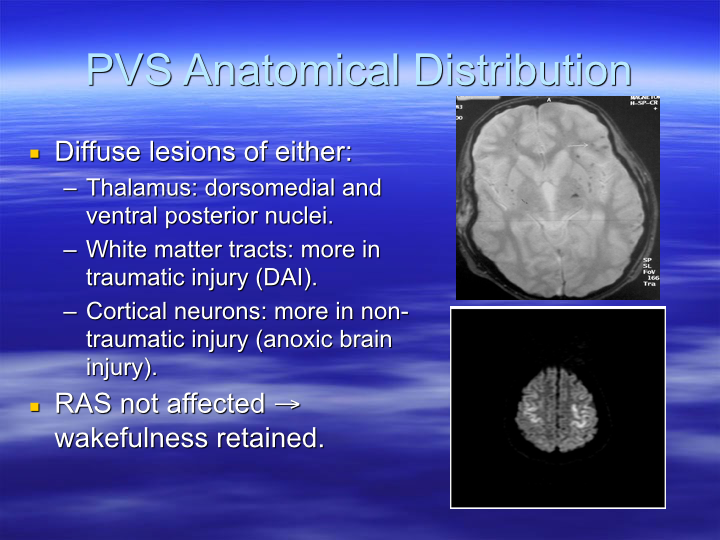 PVS Anatomical Distribution
Diffuse lesions of either:
– Thalamus: dorsomedial and
ventral posterior nuclei.
– White matter tracts: more in
traumatic injury (DAI).
– Cortical neurons: more in non-
traumatic injury (anoxic brain
injury).
RAS not affected →
wakefulness retained.
A
H-SP-CR
+
SP
SL
FoV
166
Tra